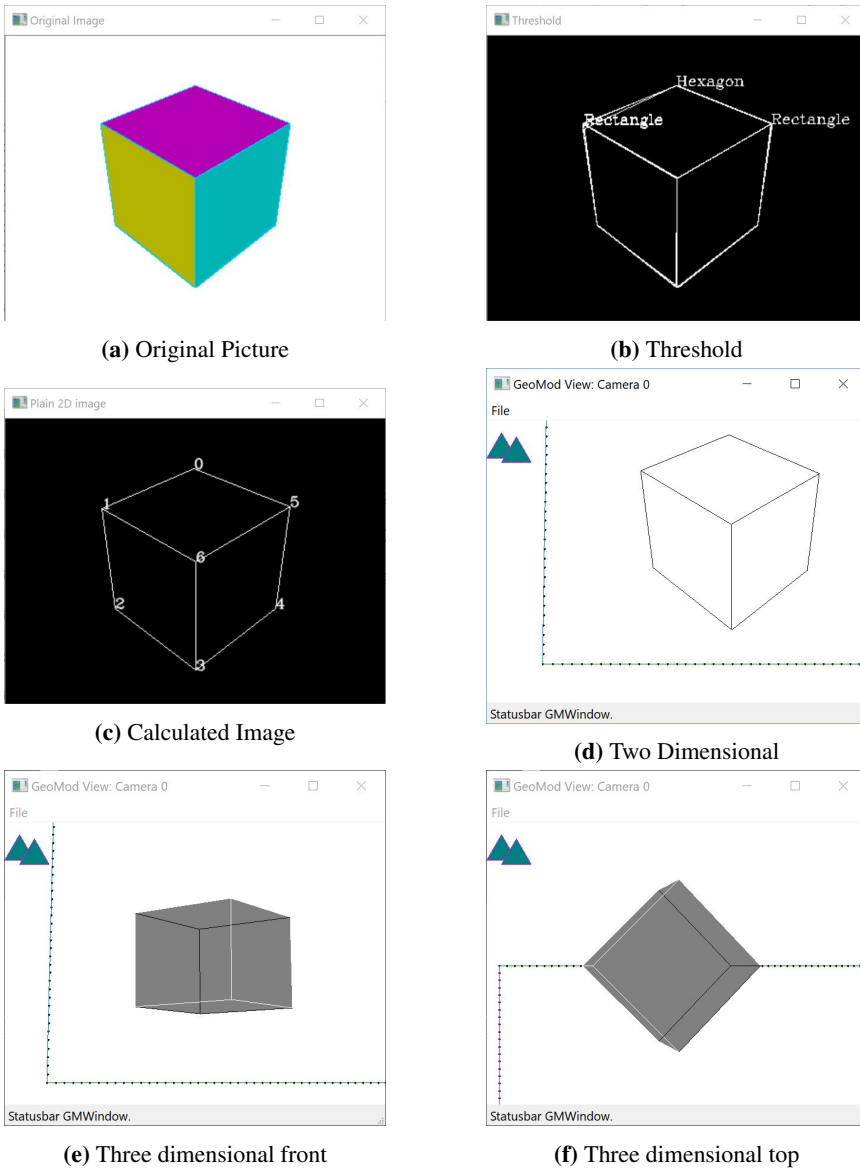 Original Image
Threshold
Hexagon
Rectangle Rectangle
(a) Original Picture
(b) Threshold
Plain 2D image
0
1
5
6
2
4
3
(c) Calculated Image
GeoMod View: Camera 0
File
Statusbar GMWindow.
(d) Two Dimensional
GeoMod View: Camera 0
File
Statusbar GMWindow.
(e) Three dimensional front
GeoMod View: Camera 0
File
Statusbar GMWindow.
(f) Three dimensional top